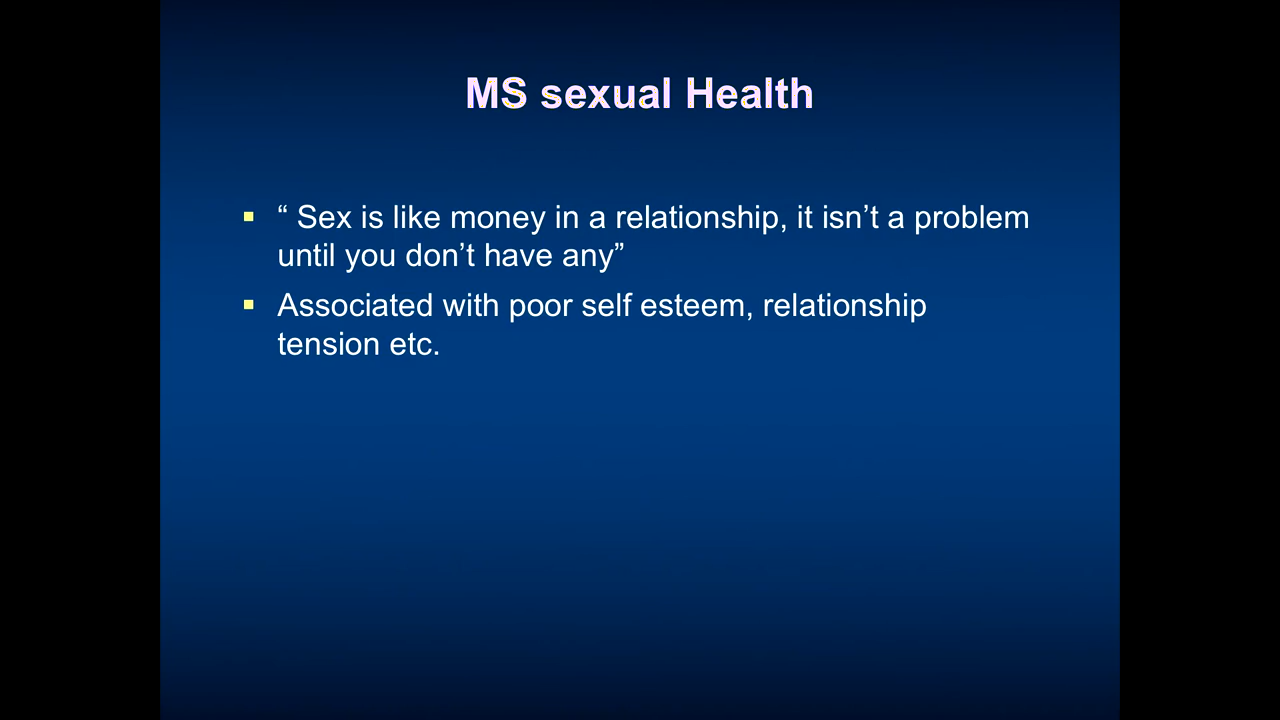 MS sexual Health
“ Sex is like money in a relationship, it isn’t a problem
until you don’t have any”
Associated with poor self esteem, relationship
tension etc.